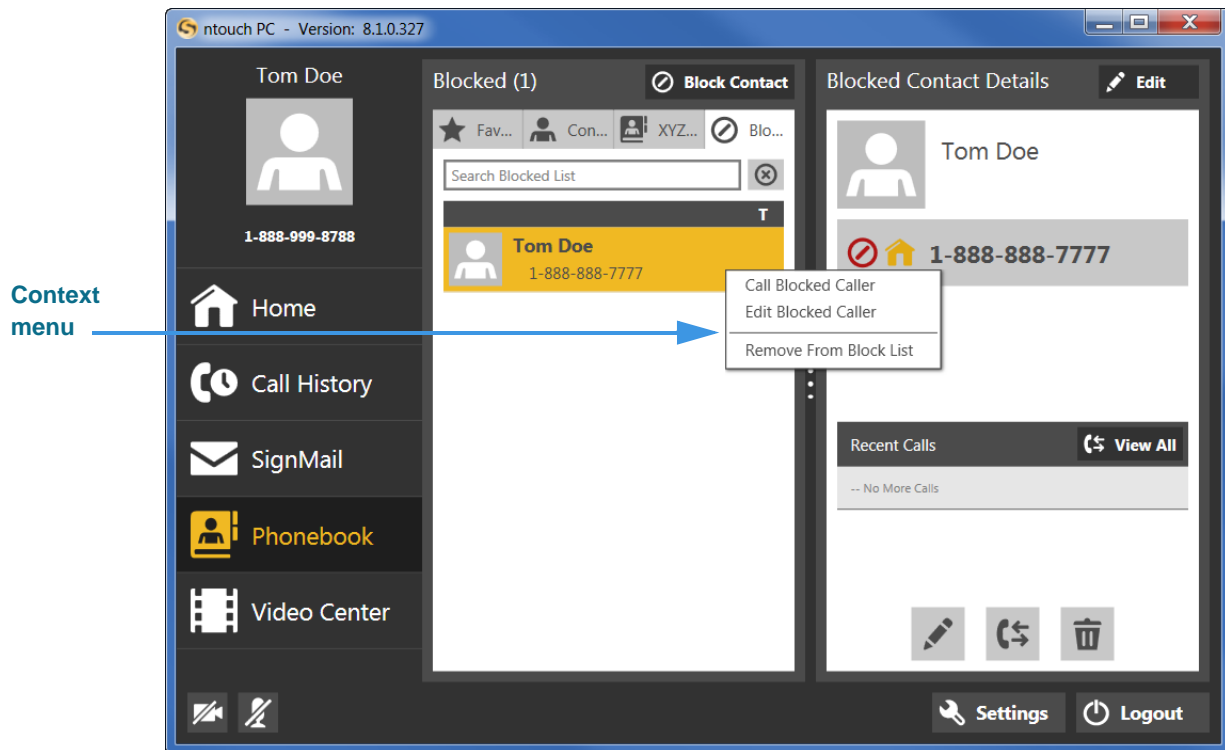 ntouch PC - Version: 8.1.0.327
Tom Doe
1-888-999-8788
Context
menu
Home
Call History
SignMail
Phonebook
Video Center
Blocked (1)
Block Contact
Fav...
Con...
XYZ...
Blo...
Search Blocked List
T
Tom Doe
1-888-888-7777
Call Blocked Caller
Edit Blocked Caller
Remove From Block List
Blocked Contact Details
Edit
Tom Doe
1-888-888-7777
Recent Calls
View All
-- No More Calls
Settings
Logout